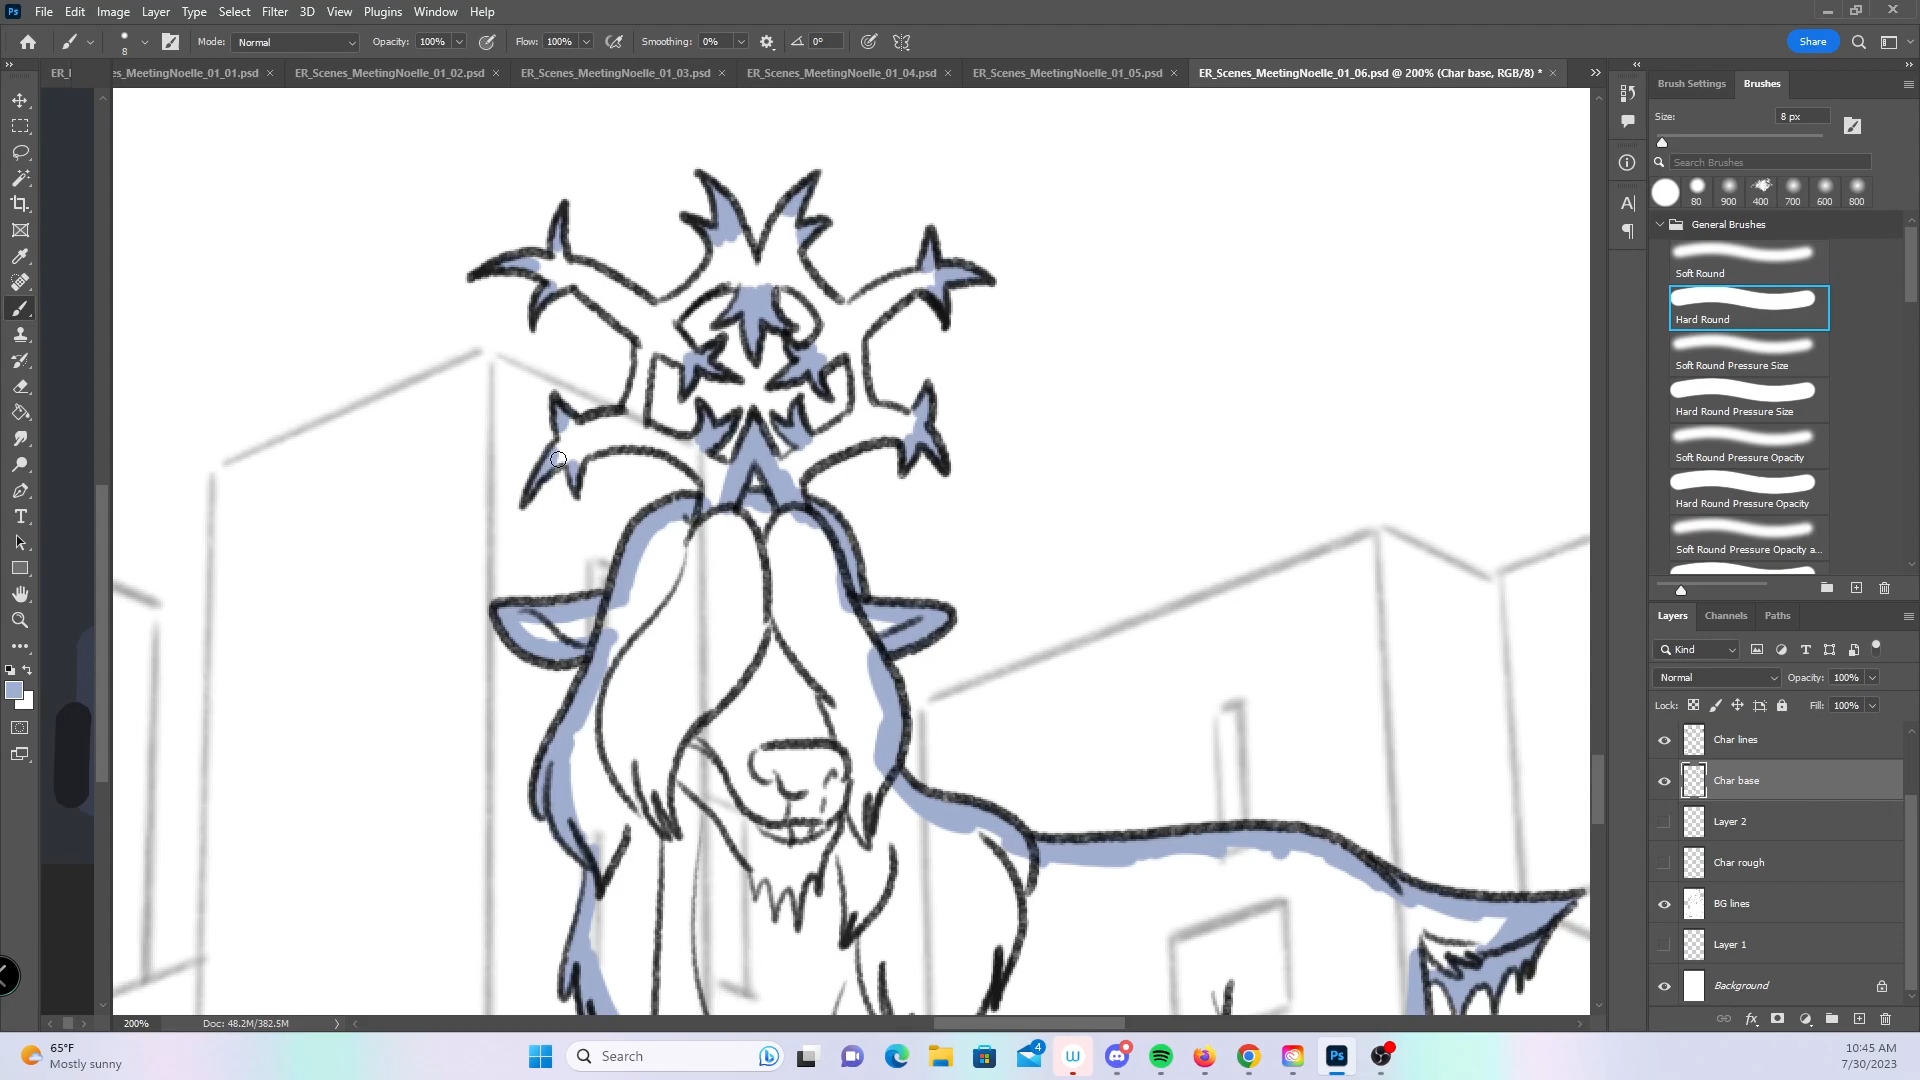 Ps File Edit Image Layer Type Select Filter 3D View Plugins Window Help
8 Mode: Normal Opacity: 100% Flow: 100% Smoothing: 0% 0° Share
ER_I es_MeetingNoelle_01_01.psd × ER_Scenes_MeetingNoelle_01_02.psd × ER_Scenes_MeetingNoelle_01_03.psd × ER_Scenes_MeetingNoelle_01_04.psd × ER_Scenes_MeetingNoelle_01_05.psd × ER_Scenes_MeetingNoelle_01_06.psd @ 200% (Char base, RGB/8) * ×
Brush Settings Brushes
Size: 8 px
Search Brushes
80 900 400 700 600 800
General Brushes
Soft Round
Hard Round
Soft Round Pressure Size
Hard Round Pressure Size
Soft Round Pressure Opacity
Hard Round Pressure Opacity
Soft Round Pressure Opacity a...
Layers Channels Paths
Kind
Normal Opacity: 100%
Lock: Fill: 100%
Char lines
Char base
Layer 2
Char rough
BG lines
Layer 1
Background
200% Doc: 48.2M/382.5M
65°F
Mostly sunny
Search
4
Ps
10:45 AM
7/30/2023